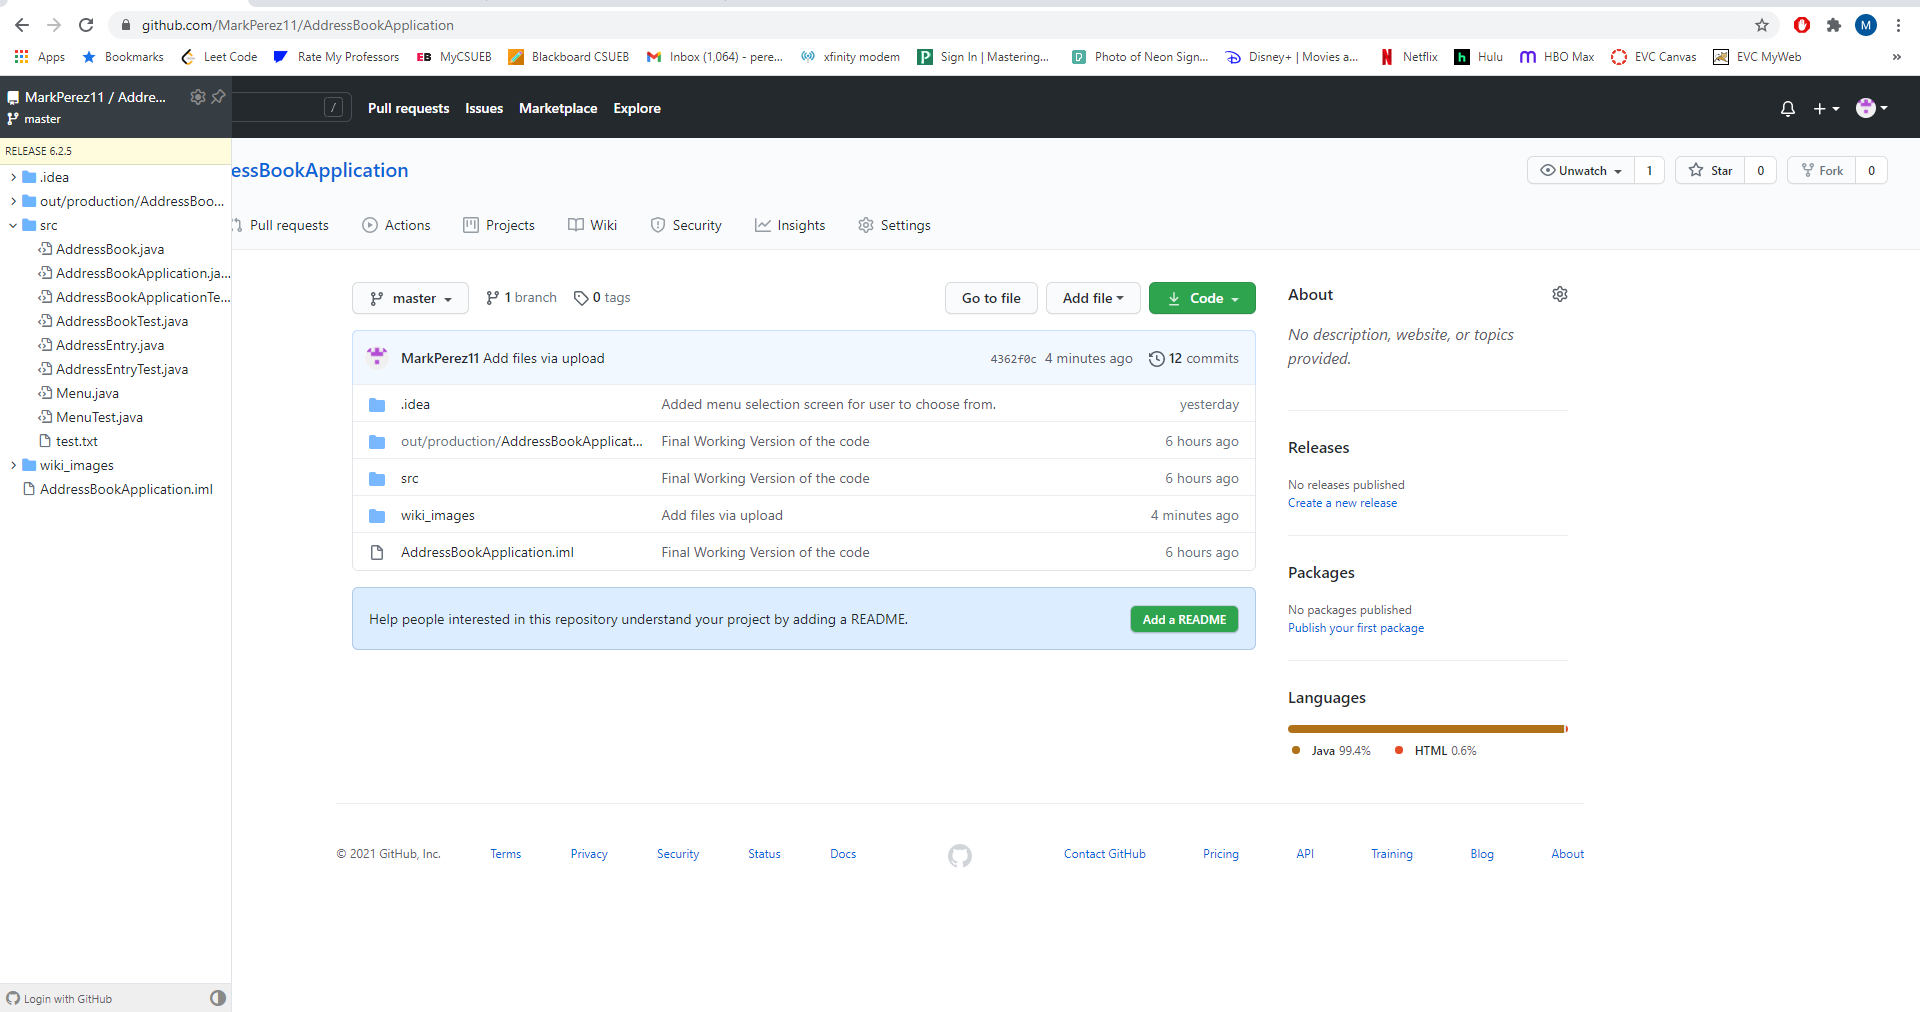 github.com/MarkPerez11/AddressBookApplication
M
Apps Bookmarks Leet Code Rate My Professors EB MyCSUEB Blackboard CSUEB Inbox (1,064) - pere... xfinity modem Sign In | Mastering... Photo of Neon Sign... Disney+ | Movies a... Netflix Hulu HBO Max EVC Canvas EVC MyWeb »
MarkPerez11 / Addre...
master
/ Pull requests Issues Marketplace Explore
RELEASE 6.2.5
.idea
out/production/AddressBoo...
src
AddressBook.java
AddressBookApplication.ja...
AddressBookApplicationTe...
AddressBookTest.java
AddressEntry.java
AddressEntryTest.java
Menu.java
MenuTest.java
test.txt
wiki_images
AddressBookApplication.iml
Login with GitHub
essBookApplication
Unwatch 1 Star 0 Fork 0
Pull requests Actions Projects Wiki Security Insights Settings
master 1 branch 0 tags Go to file Add file Code
MarkPerez11 Add files via upload 4362f0c 4 minutes ago 12 commits
.idea Added menu selection screen for user to choose from. yesterday
out/production/AddressBookApplicat... Final Working Version of the code 6 hours ago
src Final Working Version of the code 6 hours ago
wiki_images Add files via upload 4 minutes ago
AddressBookApplication.iml Final Working Version of the code 6 hours ago
Help people interested in this repository understand your project by adding a README. Add a README
About
No description, website, or topics
provided.
Releases
No releases published
Create a new release
Packages
No packages published
Publish your first package
Languages
Java 99.4% HTML 0.6%
© 2021 GitHub, Inc. Terms Privacy Security Status Docs Contact GitHub Pricing API Training Blog About